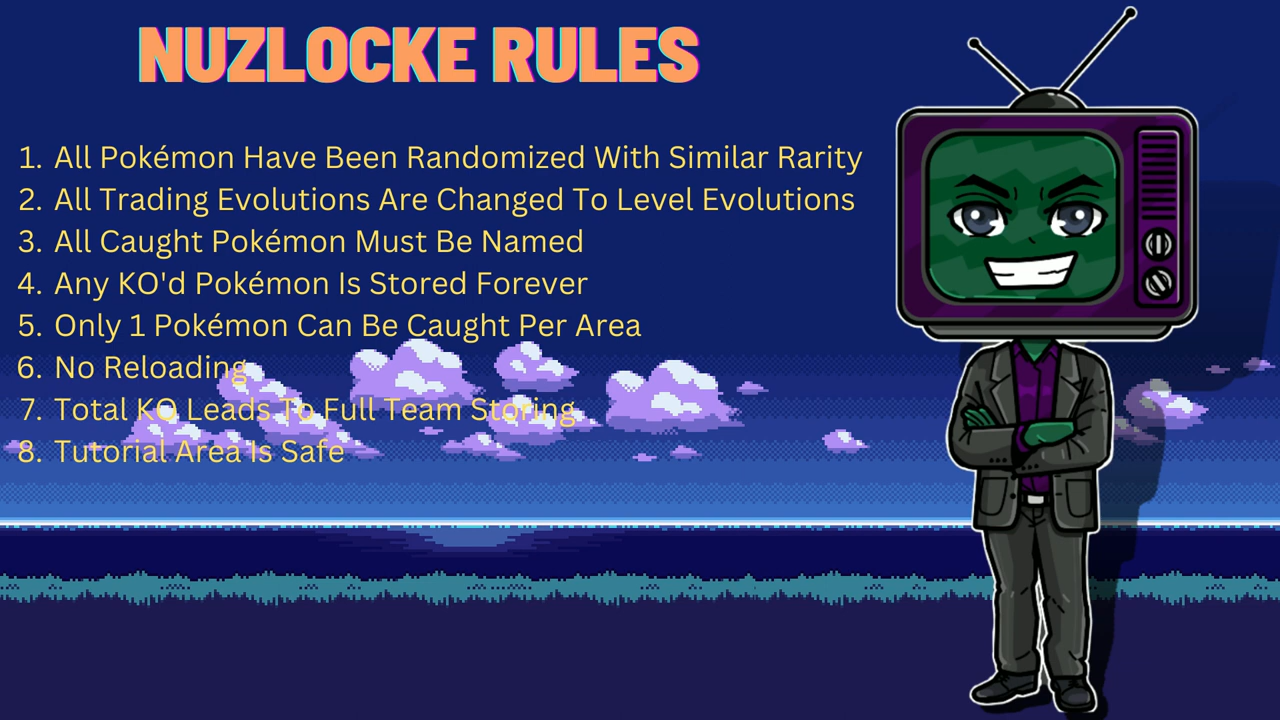 NUZLOCKE RULES
1. All Pokémon Have Been Randomized With Similar Rarity
2. All Trading Evolutions Are Changed To Level Evolutions
3. All Caught Pokémon Must Be Named
4. Any KO'd Pokémon Is Stored Forever
5. Only 1 Pokémon Can Be Caught Per Area
6. No Reloading
7. Total KO Leads To Full Team Storing
8. Tutorial Area Is Safe